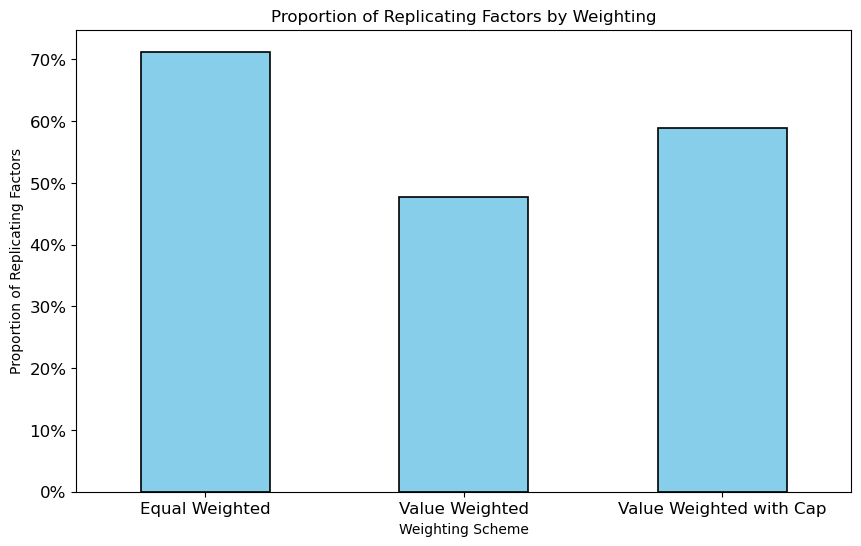 Proportion of Replicating Factors by Weighting
Proportion of Replicating Factors
70%
60%
50%
40%
30%
20%
10%
0%
Equal Weighted
Value Weighted
Value Weighted with Cap
Weighting Scheme